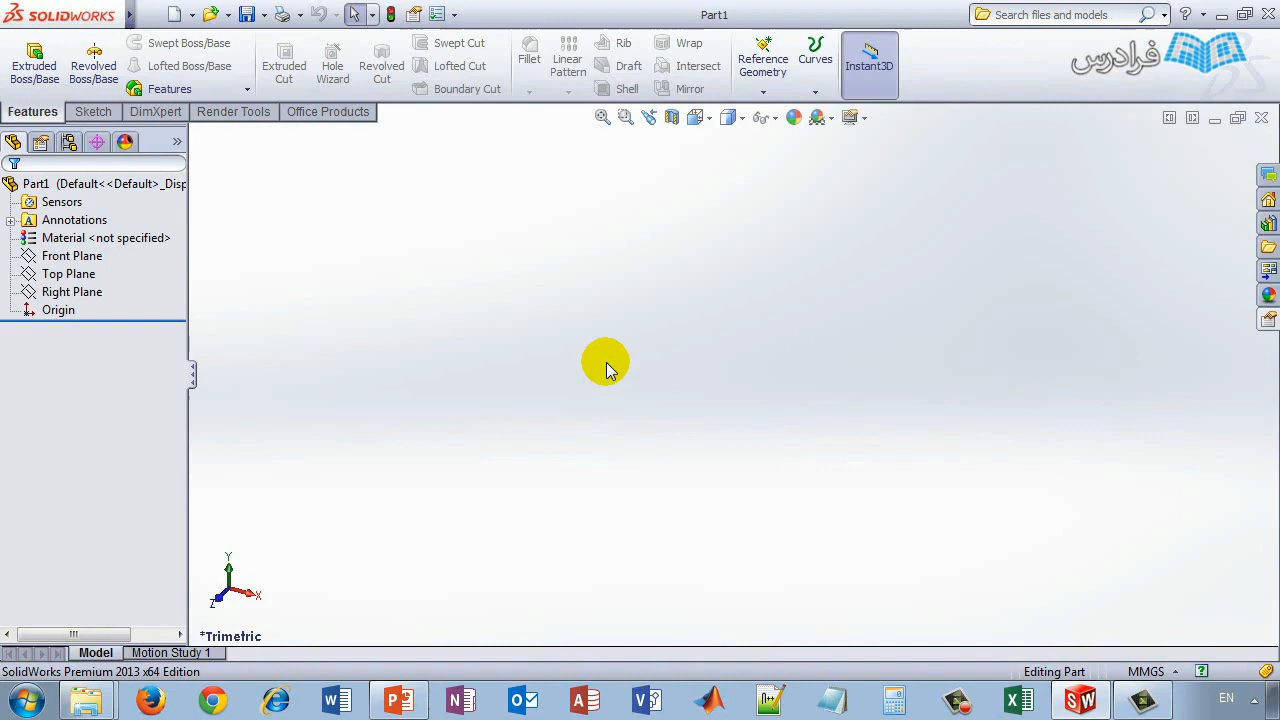 SOLIDWORKS
Part1
Search files and models
Extruded Boss/Base
Revolved Boss/Base
Swept Boss/Base
Lofted Boss/Base
Features
Extruded Cut
Hole Wizard
Revolved Cut
Swept Cut
Lofted Cut
Boundary Cut
Fillet
Linear Pattern
Rib
Draft
Shell
Wrap
Intersect
Mirror
Reference Geometry
Curves
Instant3D
فرادرس
Features
Sketch
DimXpert
Render Tools
Office Products
Part1 (Default<<Default>_Disp
Sensors
Annotations
Material <not specified>
Front Plane
Top Plane
Right Plane
Origin
Y
X
Z
*Trimetric
Model
Motion Study 1
SolidWorks Premium 2013 x64 Edition
Editing Part
MMGS
EN